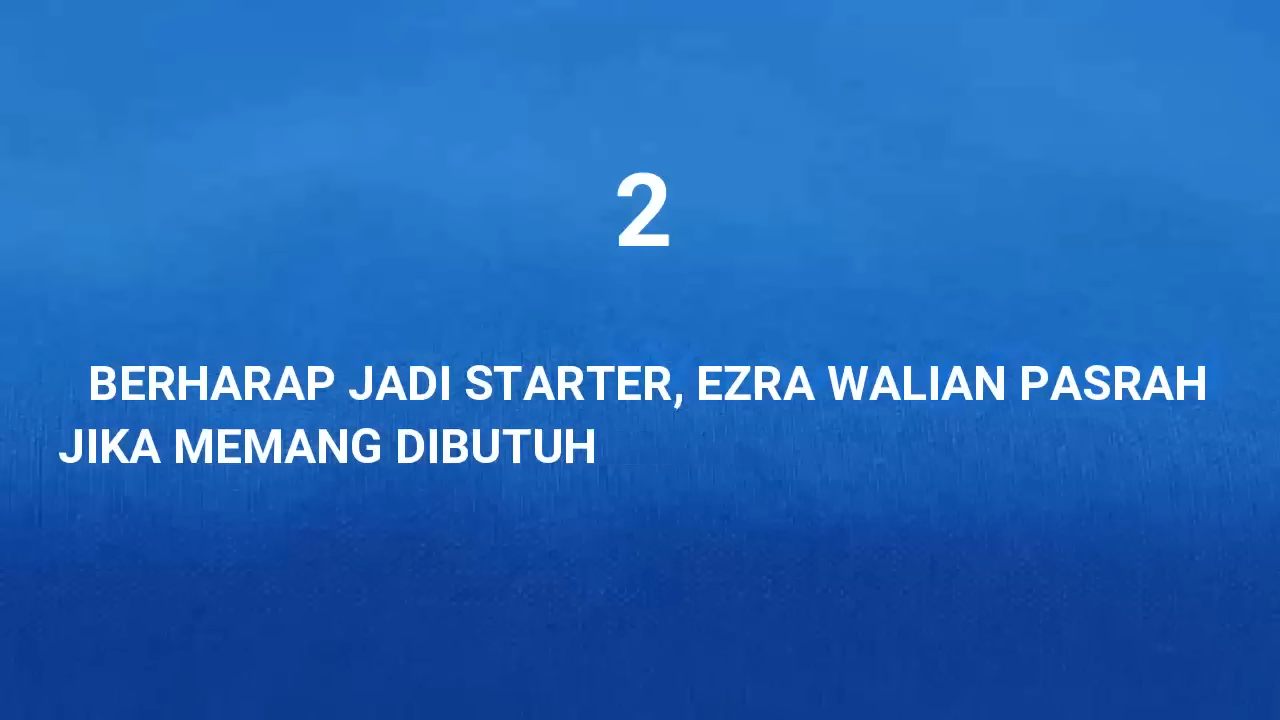 2
BERHARAP JADI STARTER, EZRA WALIAN PASRAH
JIKA MEMANG DIBUTUH